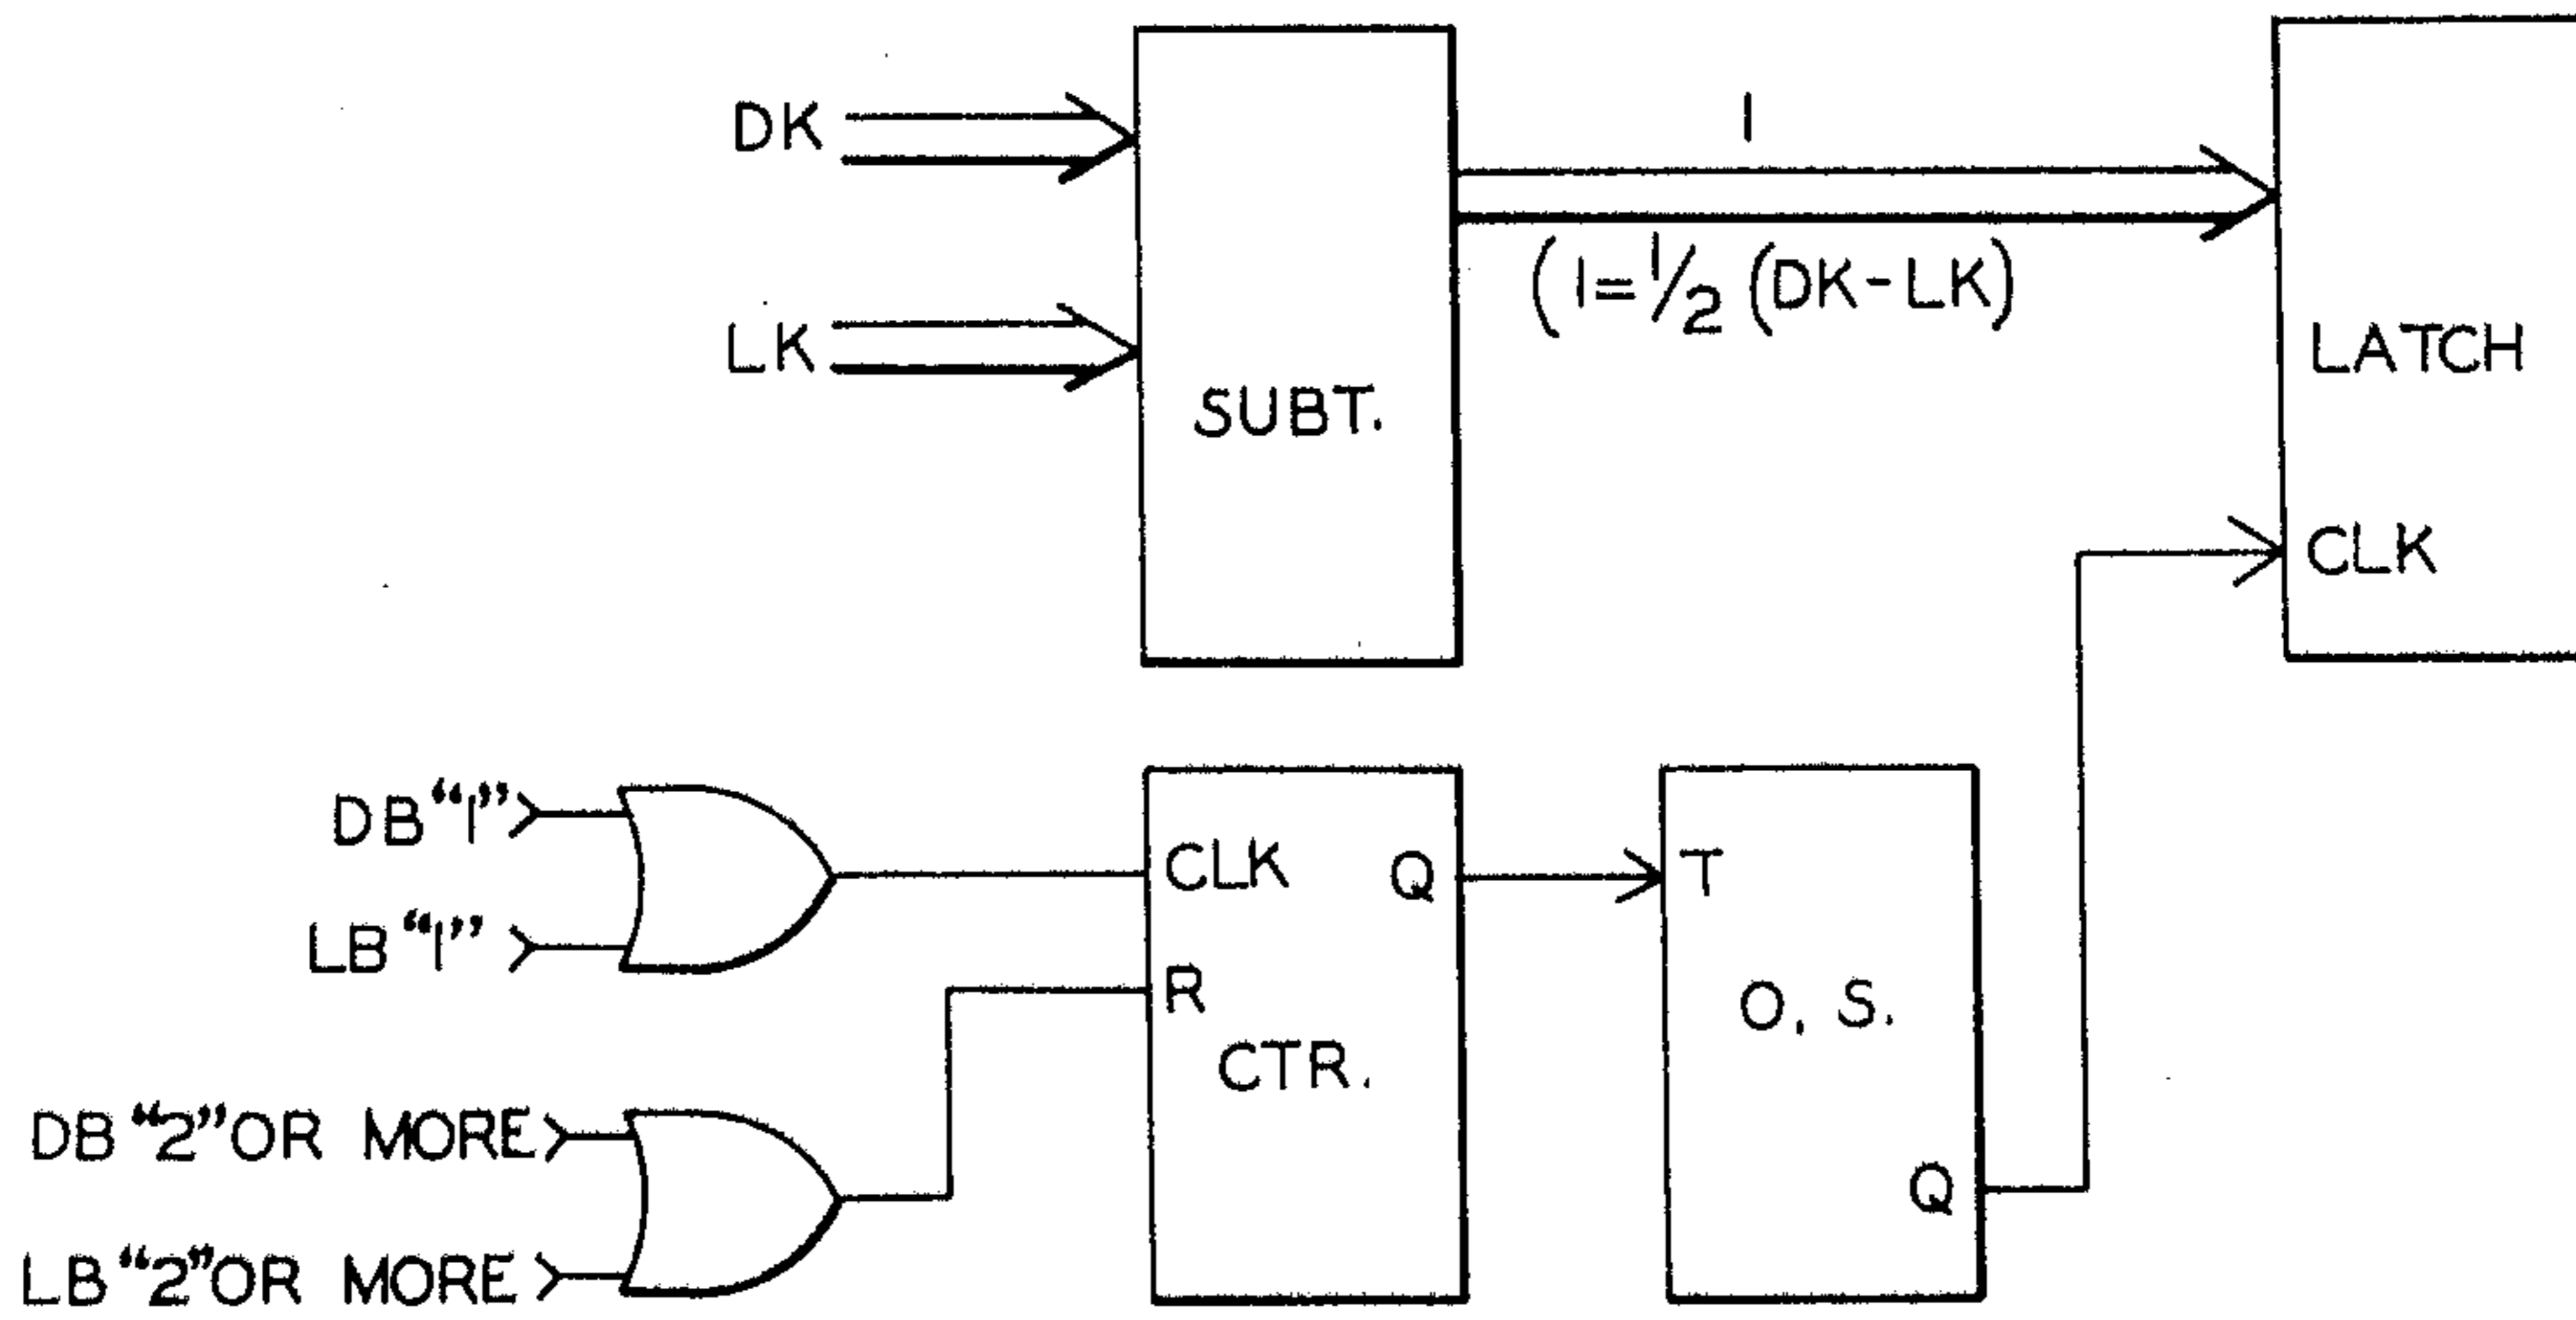 DK
LK
SUBT.
I
(I=1/2 (DK-LK)
LATCH
CLK
DB "1"
LB "1"
DB "2" OR MORE
LB "2" OR MORE
CLK
Q
R
CTR.
T
O. S.
Q